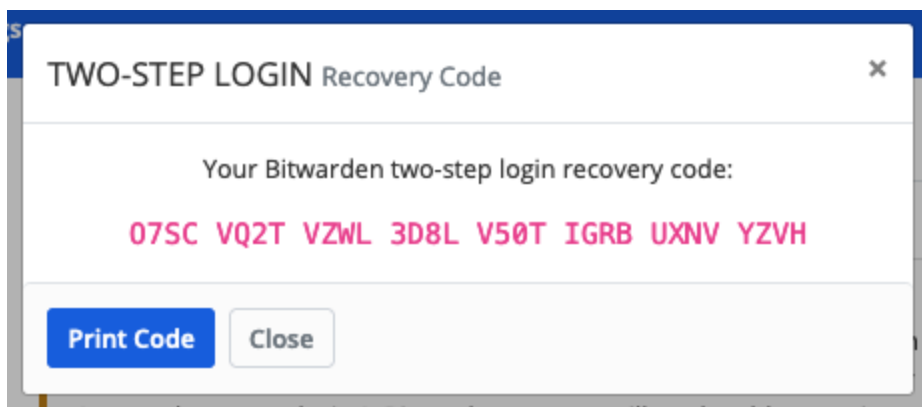 TWO-STEP LOGIN Recovery Code
×
Your Bitwarden two-step login recovery code:
O7SC VQ2T VZWL 3D8L V50T IGRB UXNV YZVH
Print Code
Close